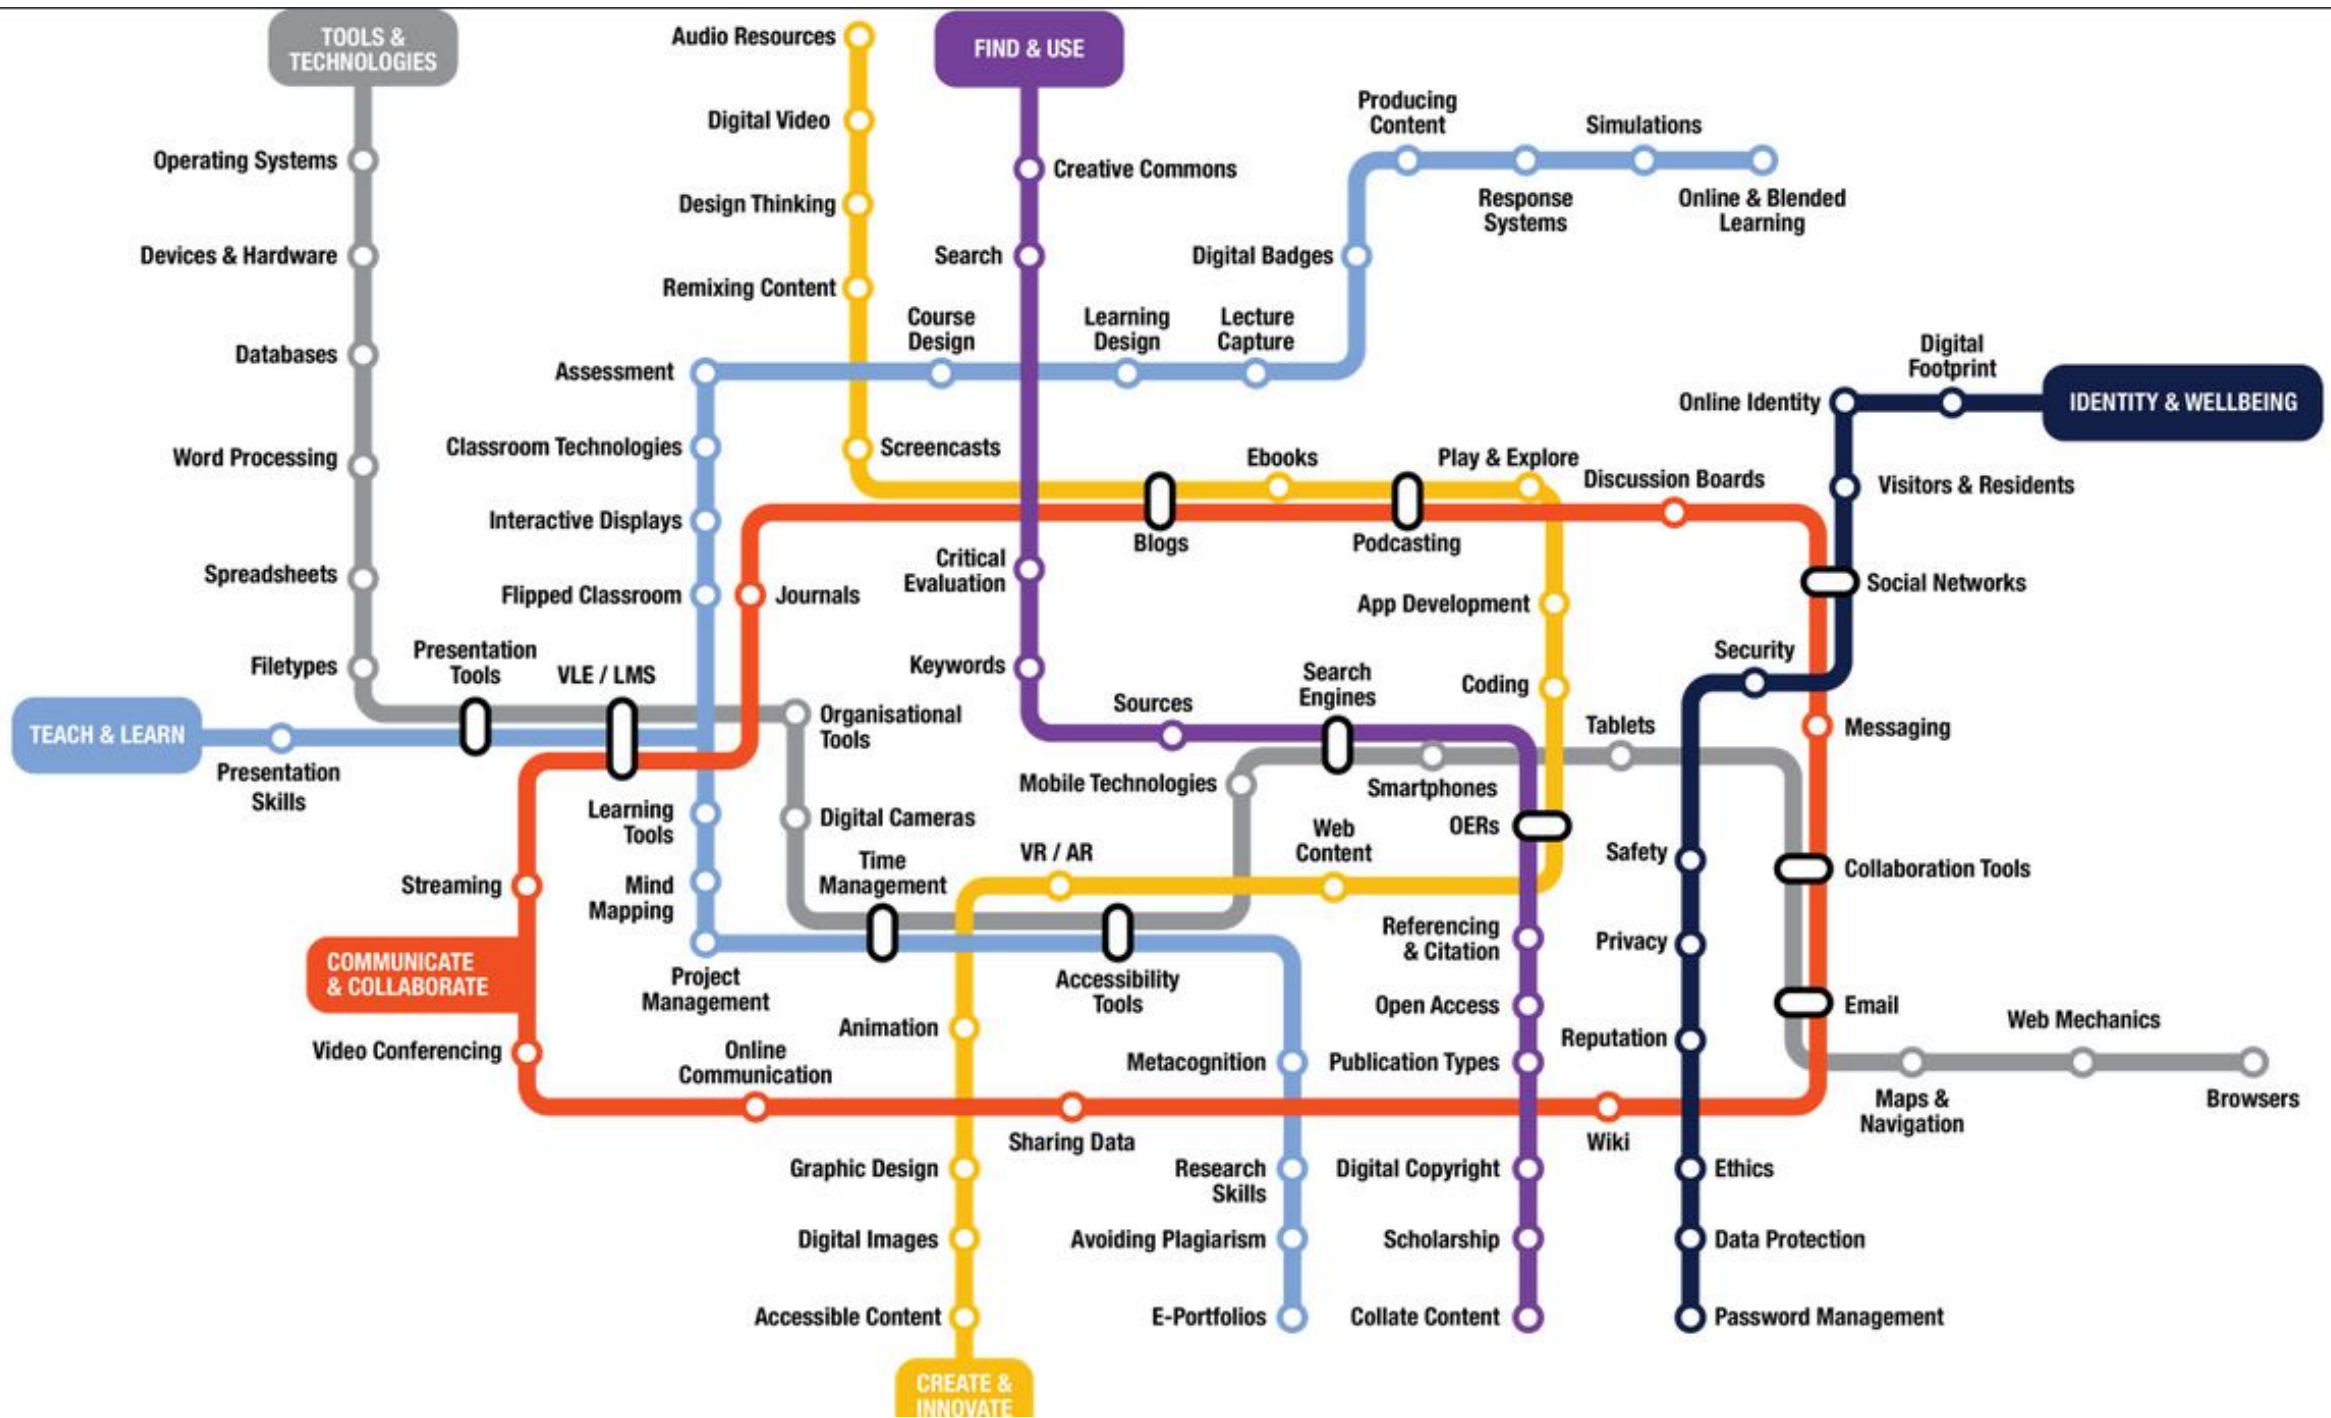 TOOLS &
TECHNOLOGIES
Audio Resources
FIND & USE
Digital Video
Producing
Content
Simulations
Operating Systems
Creative Commons
Design Thinking
Response
Systems
Online & Blended
Learning
Devices & Hardware
Search
Digital Badges
Remixing Content
Course
Design
Learning
Design
Lecture
Capture
Databases
Assessment
Digital
Footprint
Online Identity
IDENTITY & WELLBEING
Word Processing
Classroom Technologies
Screencasts
Ebooks
Play & Explore
Discussion Boards
Visitors & Residents
Interactive Displays
Blogs
Podcasting
Spreadsheets
Flipped Classroom
Journals
Critical
Evaluation
App Development
Social Networks
Filetypes
Presentation
Tools
VLE / LMS
Keywords
Search
Engines
Coding
Security
TEACH & LEARN
Organisational
Tools
Sources
Tablets
Messaging
Presentation
Skills
Mobile Technologies
Smartphones
Learning
Tools
Digital Cameras
OERs
Time
Management
VR / AR
Web
Content
Safety
Collaboration Tools
Streaming
Mind
Mapping
Referencing
& Citation
Privacy
COMMUNICATE
& COLLABORATE
Project
Management
Accessibility
Tools
Open Access
Email
Animation
Reputation
Web Mechanics
Video Conferencing
Online
Communication
Metacognition
Publication Types
Maps &
Navigation
Browsers
Sharing Data
Wiki
Graphic Design
Research
Skills
Digital Copyright
Ethics
Digital Images
Avoiding Plagiarism
Scholarship
Data Protection
Accessible Content
E-Portfolios
Collate Content
Password Management
CREATE &
INNOVATE